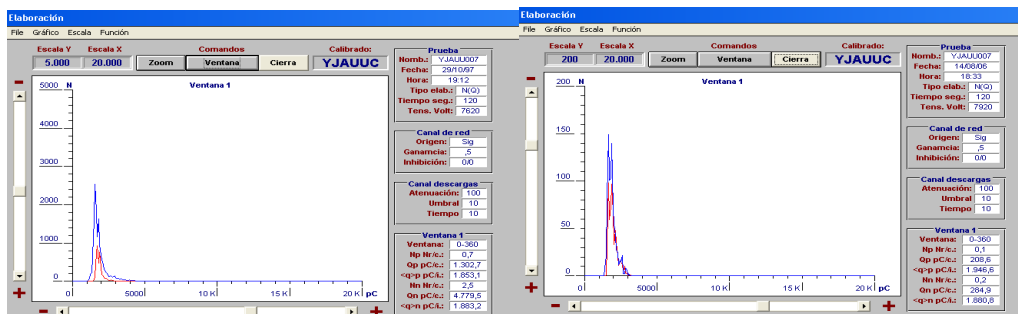 Elaboración
File Gráfico Escala Función
Escala Y Escala X Comandos Calibrado:
5.000 20.000 Zoom Ventana Cierra YJAUUC
5000 N Ventana 1
4000
3000
2000
1000
0
0 5000 10 K 15 K 20 K pC
Prueba
Nomb.: YJAUU007
Fecha: 29/10/97
Hora: 19:12
Tipo elab.: N(Q)
Tiempo seg.: 120
Tens. Volt: 7620
Canal de red
Origen: Sig
Ganamcia: ,5
Inhibición: 0/0
Canal descargas
Atenuación: 100
Umbral 10
Tiempo 10
Ventana 1
Ventana: 0-360
Np Nr/c.: 0,7
Qp pC/c.: 1.302,7
<q>p pC/i.: 1.853,1
Nn Nr/c.: 2,5
Qn pC/c.: 4.779,5
<q>n pC/i.: 1.883,2
Elaboración
File Gráfico Escala Función
Escala Y Escala X Comandos Calibrado:
200 20.000 Zoom Ventana Cierra YJAUUC
200 N Ventana 1
150
100
50
0
0 5000 10 K 15 K 20 K pC
Prueba
Nomb.: YJAUU007
Fecha: 14/08/06
Hora: 18:33
Tipo elab.: N(Q)
Tiempo seg.: 120
Tens. Volt: 7920
Canal de red
Origen: Sig
Ganamcia: ,5
Inhibición: 0/0
Canal descargas
Atenuación: 100
Umbral 10
Tiempo 10
Ventana 1
Ventana: 0-360
Np Nr/c.: 0,1
Qp pC/c.: 208,6
<q>p pC/i.: 1.946,6
Nn Nr/c.: 0,2
Qn pC/c.: 264,9
<q>n pC/i.: 1.880,8